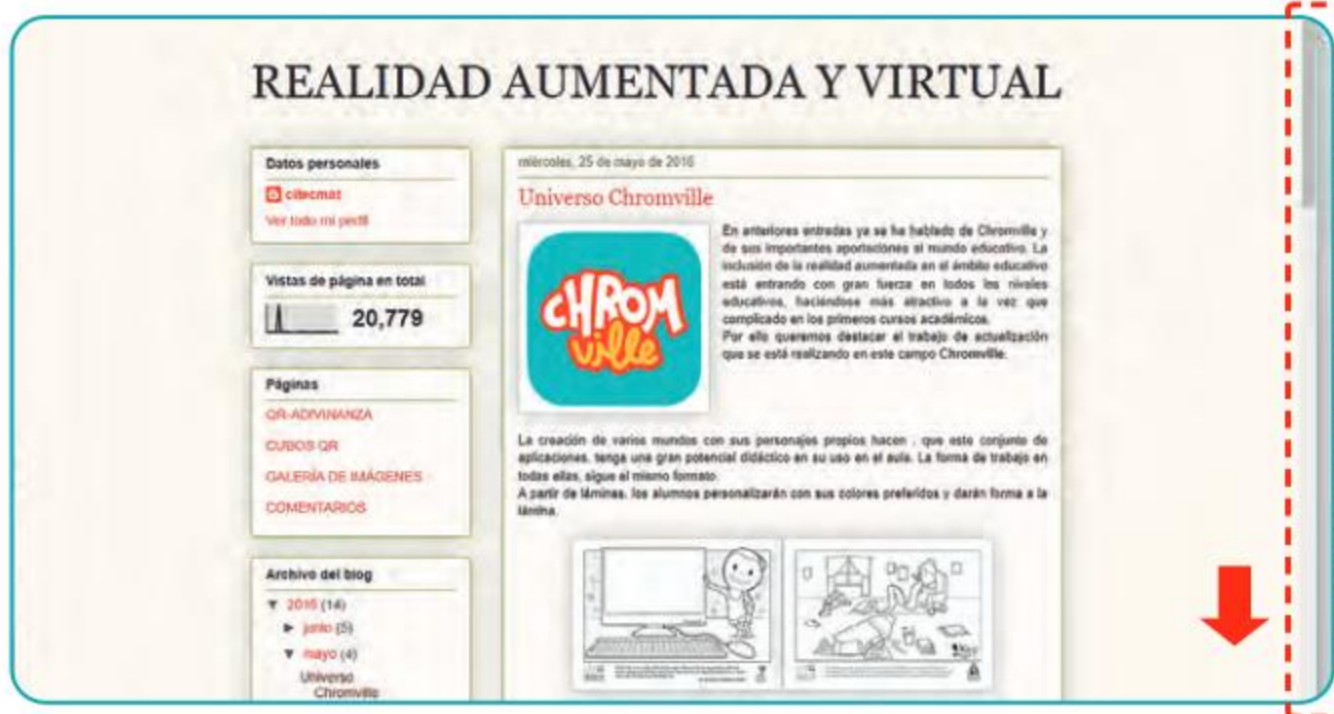 REALIDAD AUMENTADA Y VIRTUAL
Datos personales
citecmat
Ver todo mi perfil
Vistas de página en total
20,779
Páginas
QR-ADIVINANZA
CUBOS QR
GALERÍA DE IMÁGENES
COMENTARIOS
Archivo del blog
▼ 2016 (14)
► junio (5)
▼ mayo (4)
Universo
Chromville
miércoles, 25 de mayo de 2016
Universo Chromville
CHROM
ville
En anteriores entradas ya se ha hablado de Chromville y
de sus importantes aportaciones al mundo educativo. La
inclusión de la realidad aumentada en el ámbito educativo
está entrando con gran fuerza en todos los niveles
educativos, haciéndose más atractivo a la vez que
complicado en los primeros cursos académicos.
Por ello queremos destacar el trabajo de actualización
que se está realizando en este campo Chromville.
La creación de varios mundos con sus personajes propios hacen , que este conjunto de
aplicaciones, tenga una gran potencial didáctico en su uso en el aula. La forma de trabajo en
todas ellas, sigue el mismo formato.
A partir de láminas, los alumnos personalizarán con sus colores preferidos y darán forma a la
lámina.